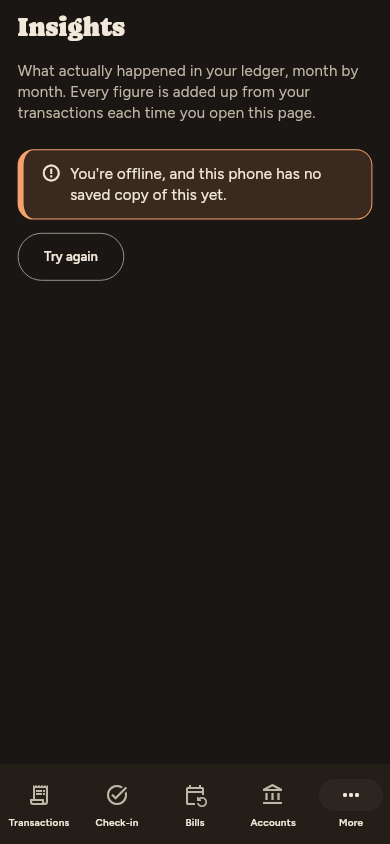 Insights
What actually happened in your ledger, month by
month. Every figure is added up from your
transactions each time you open this page.
You're offline, and this phone has no
saved copy of this yet.
Try again
Transactions
Check-in
Bills
Accounts
More